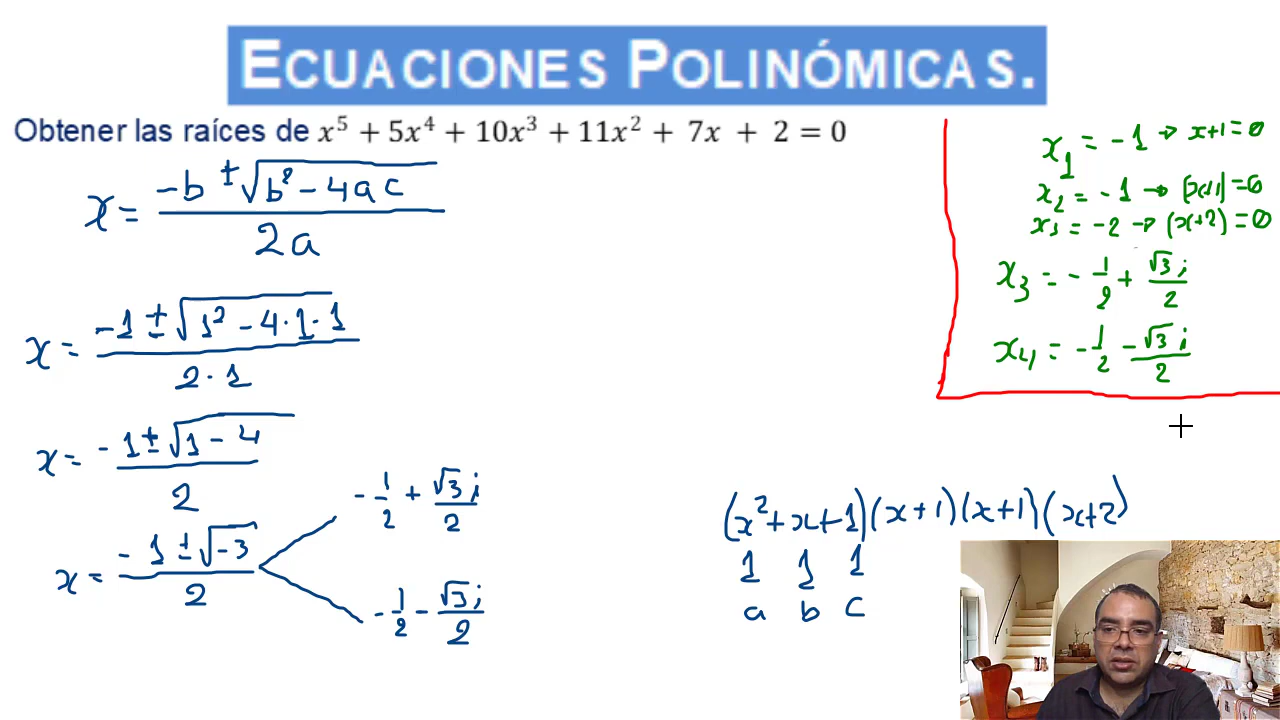 ECUACIONES POLINÓMICAS.
Obtener las raíces de x⁵ + 5x⁴ + 10x³ + 11x² + 7x + 2 = 0
x = (-b ± √(b² - 4ac)) / 2a
x = (-1 ± √(1² - 4·1·1)) / 2·1
x = (-1 ± √(1 - 4)) / 2
x = (-1 ± √-3) / 2
-1/2 + √3i/2
-1/2 - √3i/2
x₁ = -1 → x+1=0
x₂ = -1 → (x+1)=0
x₃ = -2 → (x+2)=0
x₃ = -1/2 + √3i/2
x₄ = -1/2 - √3i/2
(x²+x+1)(x+1)(x+1)(x+2)
1 1 1
a b c